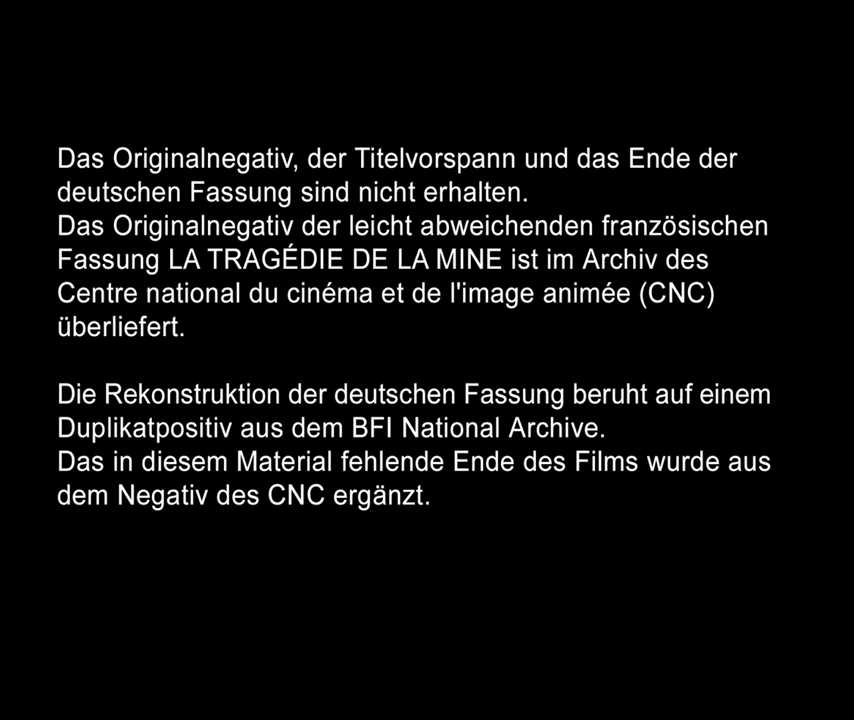 Das Originalnegativ, der Titelvorspann und das Ende der
deutschen Fassung sind nicht erhalten.
Das Originalnegativ der leicht abweichenden französischen
Fassung LA TRAGÉDIE DE LA MINE ist im Archiv des
Centre national du cinéma et de l'image animée (CNC)
überliefert.
Die Rekonstruktion der deutschen Fassung beruht auf einem
Duplikatpositiv aus dem BFI National Archive.
Das in diesem Material fehlende Ende des Films wurde aus
dem Negativ des CNC ergänzt.